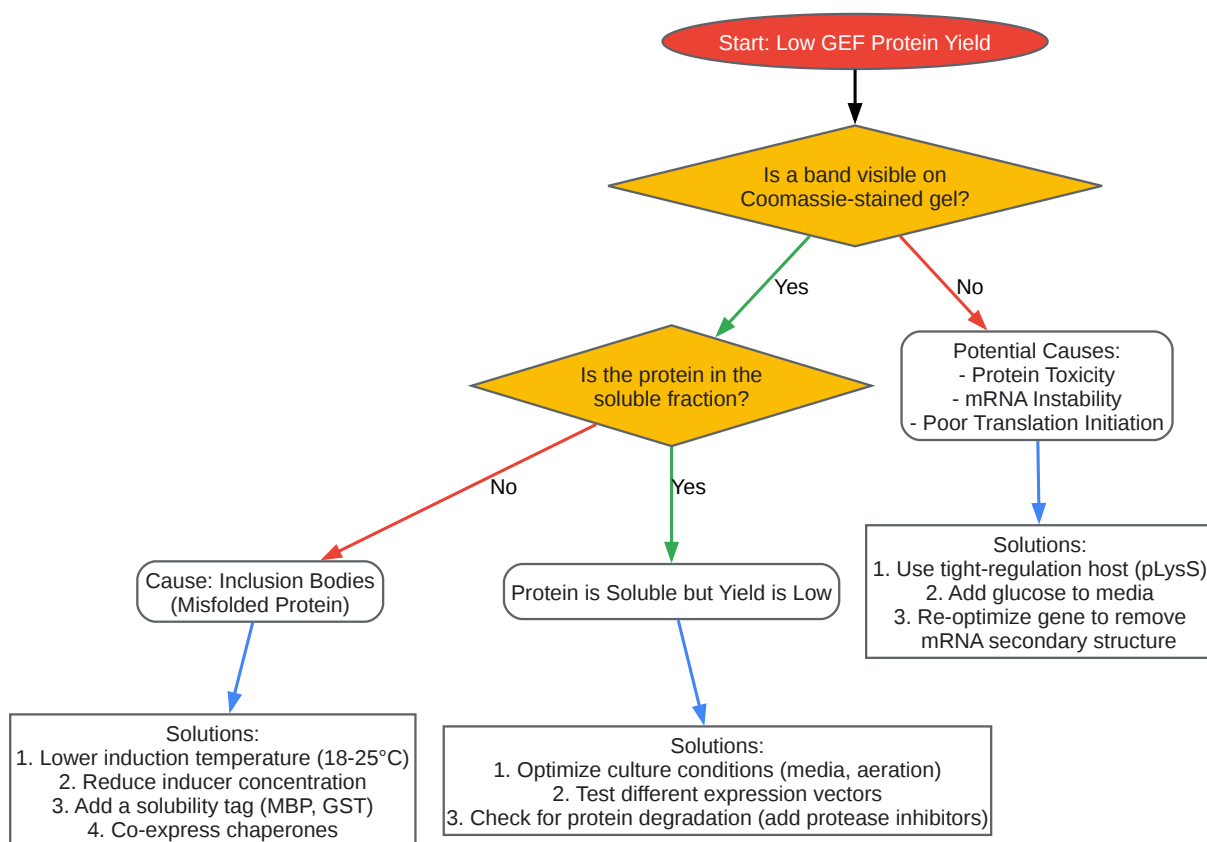 Start: Low GEF Protein Yield
Is a band visible on
Coomassie-stained gel?
Yes
No
Is the protein in the
soluble fraction?
Potential Causes:
- Protein Toxicity
- mRNA Instability
- Poor Translation Initiation
No
Yes
Cause: Inclusion Bodies
(Misfolded Protein)
Protein is Soluble but Yield is Low
Solutions:
1. Use tight-regulation host (pLysS)
2. Add glucose to media
3. Re-optimize gene to remove
mRNA secondary structure
Solutions:
1. Lower induction temperature (18-25°C)
2. Reduce inducer concentration
3. Add a solubility tag (MBP, GST)
4. Co-express chaperones
Solutions:
1. Optimize culture conditions (media, aeration)
2. Test different expression vectors
3. Check for protein degradation (add protease inhibitors)